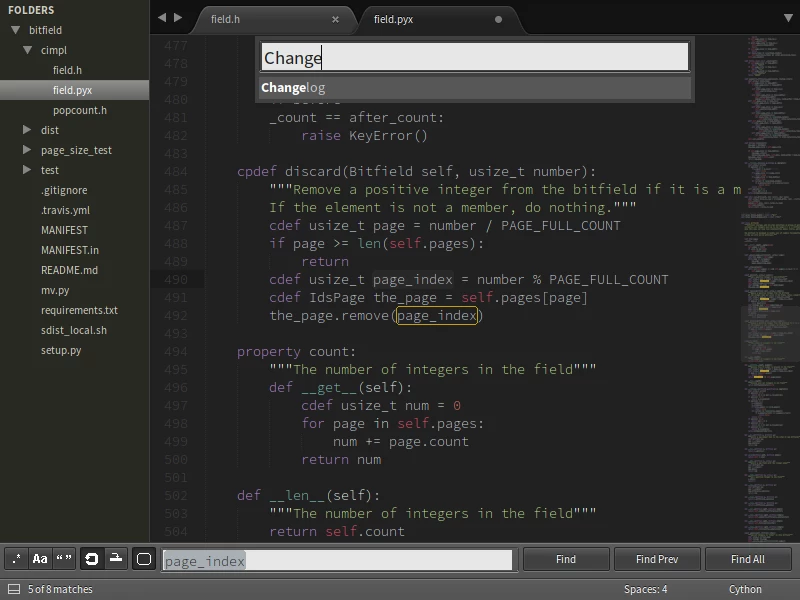 FOLDERS
bitfield
cimpl
field.h
field.pyx
popcount.h
dist
page_size_test
test
.gitignore
.travis.yml
MANIFEST
MANIFEST.in
README.md
mv.py
requirements.txt
sdist_local.sh
setup.py
field.h ×
field.pyx
Change
Changelog
477
478
479
480
481 _count == after_count:
482 raise KeyError()
483
484 cpdef discard(Bitfield self, usize_t number):
485 """Remove a positive integer from the bitfield if it is a m
486 If the element is not a member, do nothing."""
487 cdef usize_t page = number / PAGE_FULL_COUNT
488 if page >= len(self.pages):
489 return
490 cdef usize_t page_index = number % PAGE_FULL_COUNT
491 cdef IdsPage the_page = self.pages[page]
492 the_page.remove(page_index)
493
494 property count:
495 """The number of integers in the field"""
496 def __get__(self):
497 cdef usize_t num = 0
498 for page in self.pages:
499 num += page.count
500 return num
501
502 def __len__(self):
503 """The number of integers in the field"""
504 return self.count
.* Aa “ ” page_index Find Find Prev Find All
5 of 8 matches Spaces: 4 Cython